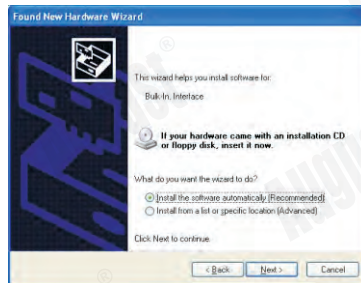 Found New Hardware Wizard
This wizard helps you install software for:
Bulk-In, Interface
If your hardware came with an installation CD
or floppy disk, insert it now.
What do you want the wizard to do?
Install the software automatically (Recommended)
Install from a list or specific location (Advanced)
Click Next to continue.
< Back Next > Cancel